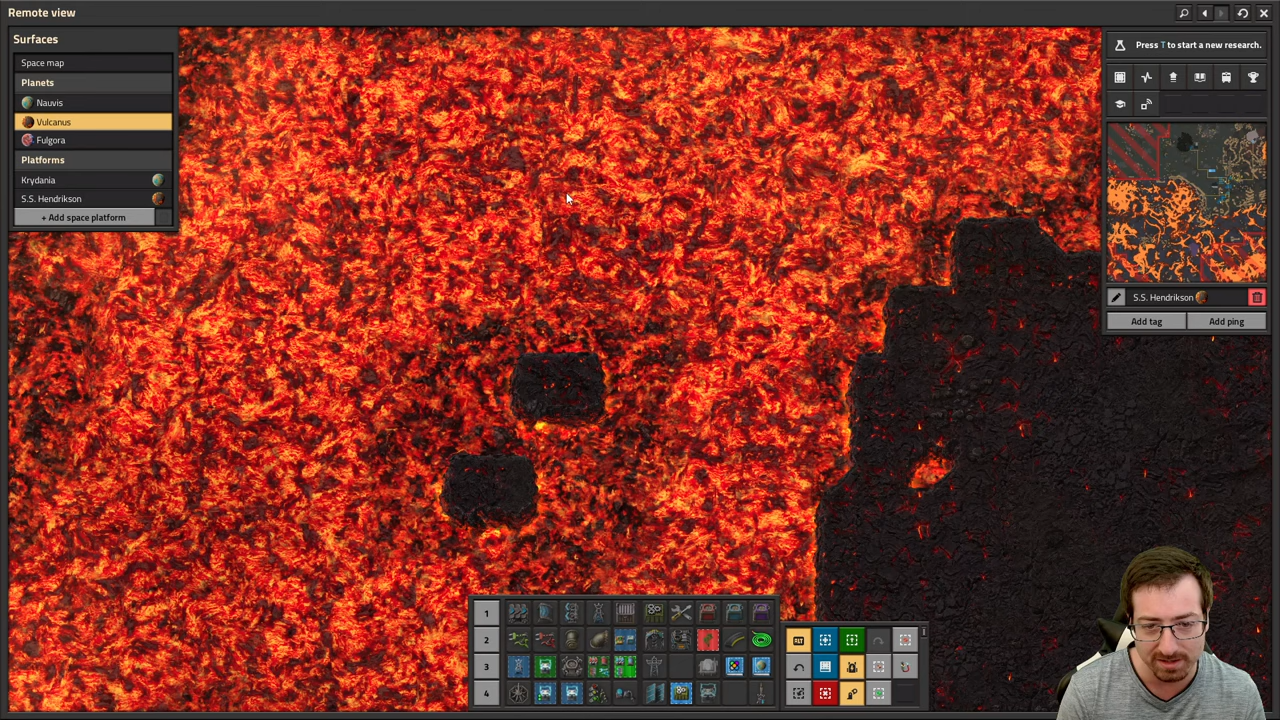 Remote view
Surfaces
Space map
Planets
Nauvis
Vulcanus
Fulgora
Platforms
Krydania
S.S. Hendrikson
+ Add space platform
Press T to start a new research.
S.S. Hendrikson
Add tag
Add ping
1
2
3
4
ALT